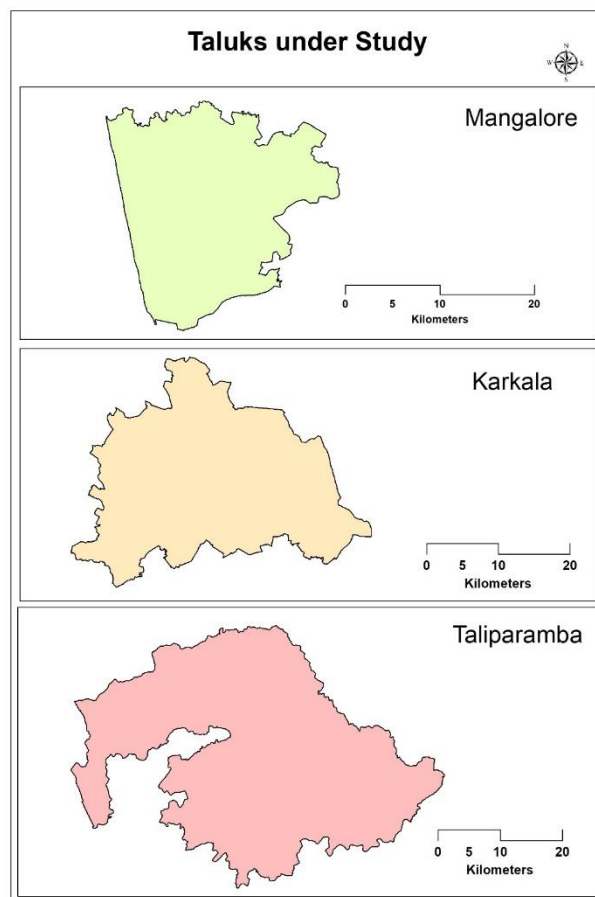 Taluks under Study
N
W E
S
Mangalore
0 5 10 20
Kilometers
Karkala
0 5 10 20
Kilometers
Taliparamba
0 5 10 20
Kilometers